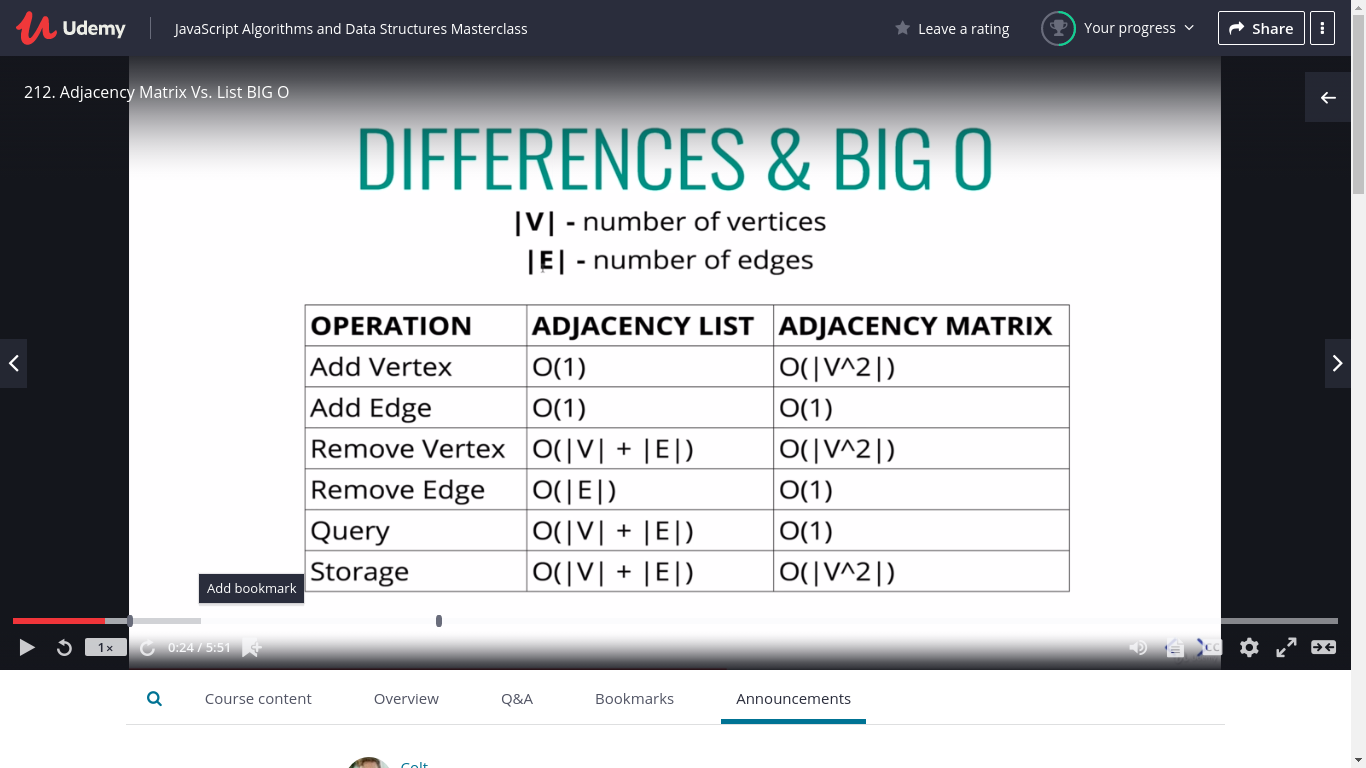 Udemy
JavaScript Algorithms and Data Structures Masterclass
Leave a rating
Your progress
Share
212. Adjacency Matrix Vs. List BIG O
DIFFERENCES & BIG O
|V| - number of vertices
|E| - number of edges
OPERATION ADJACENCY LIST ADJACENCY MATRIX
Add Vertex O(1) O(|V^2|)
Add Edge O(1) O(1)
Remove Vertex O(|V| + |E|) O(|V^2|)
Remove Edge O(|E|) O(1)
Query O(|V| + |E|) O(1)
Storage O(|V| + |E|) O(|V^2|)
Add bookmark
1×
0:24 / 5:51
CC
Course content
Overview
Q&A
Bookmarks
Announcements
Colt